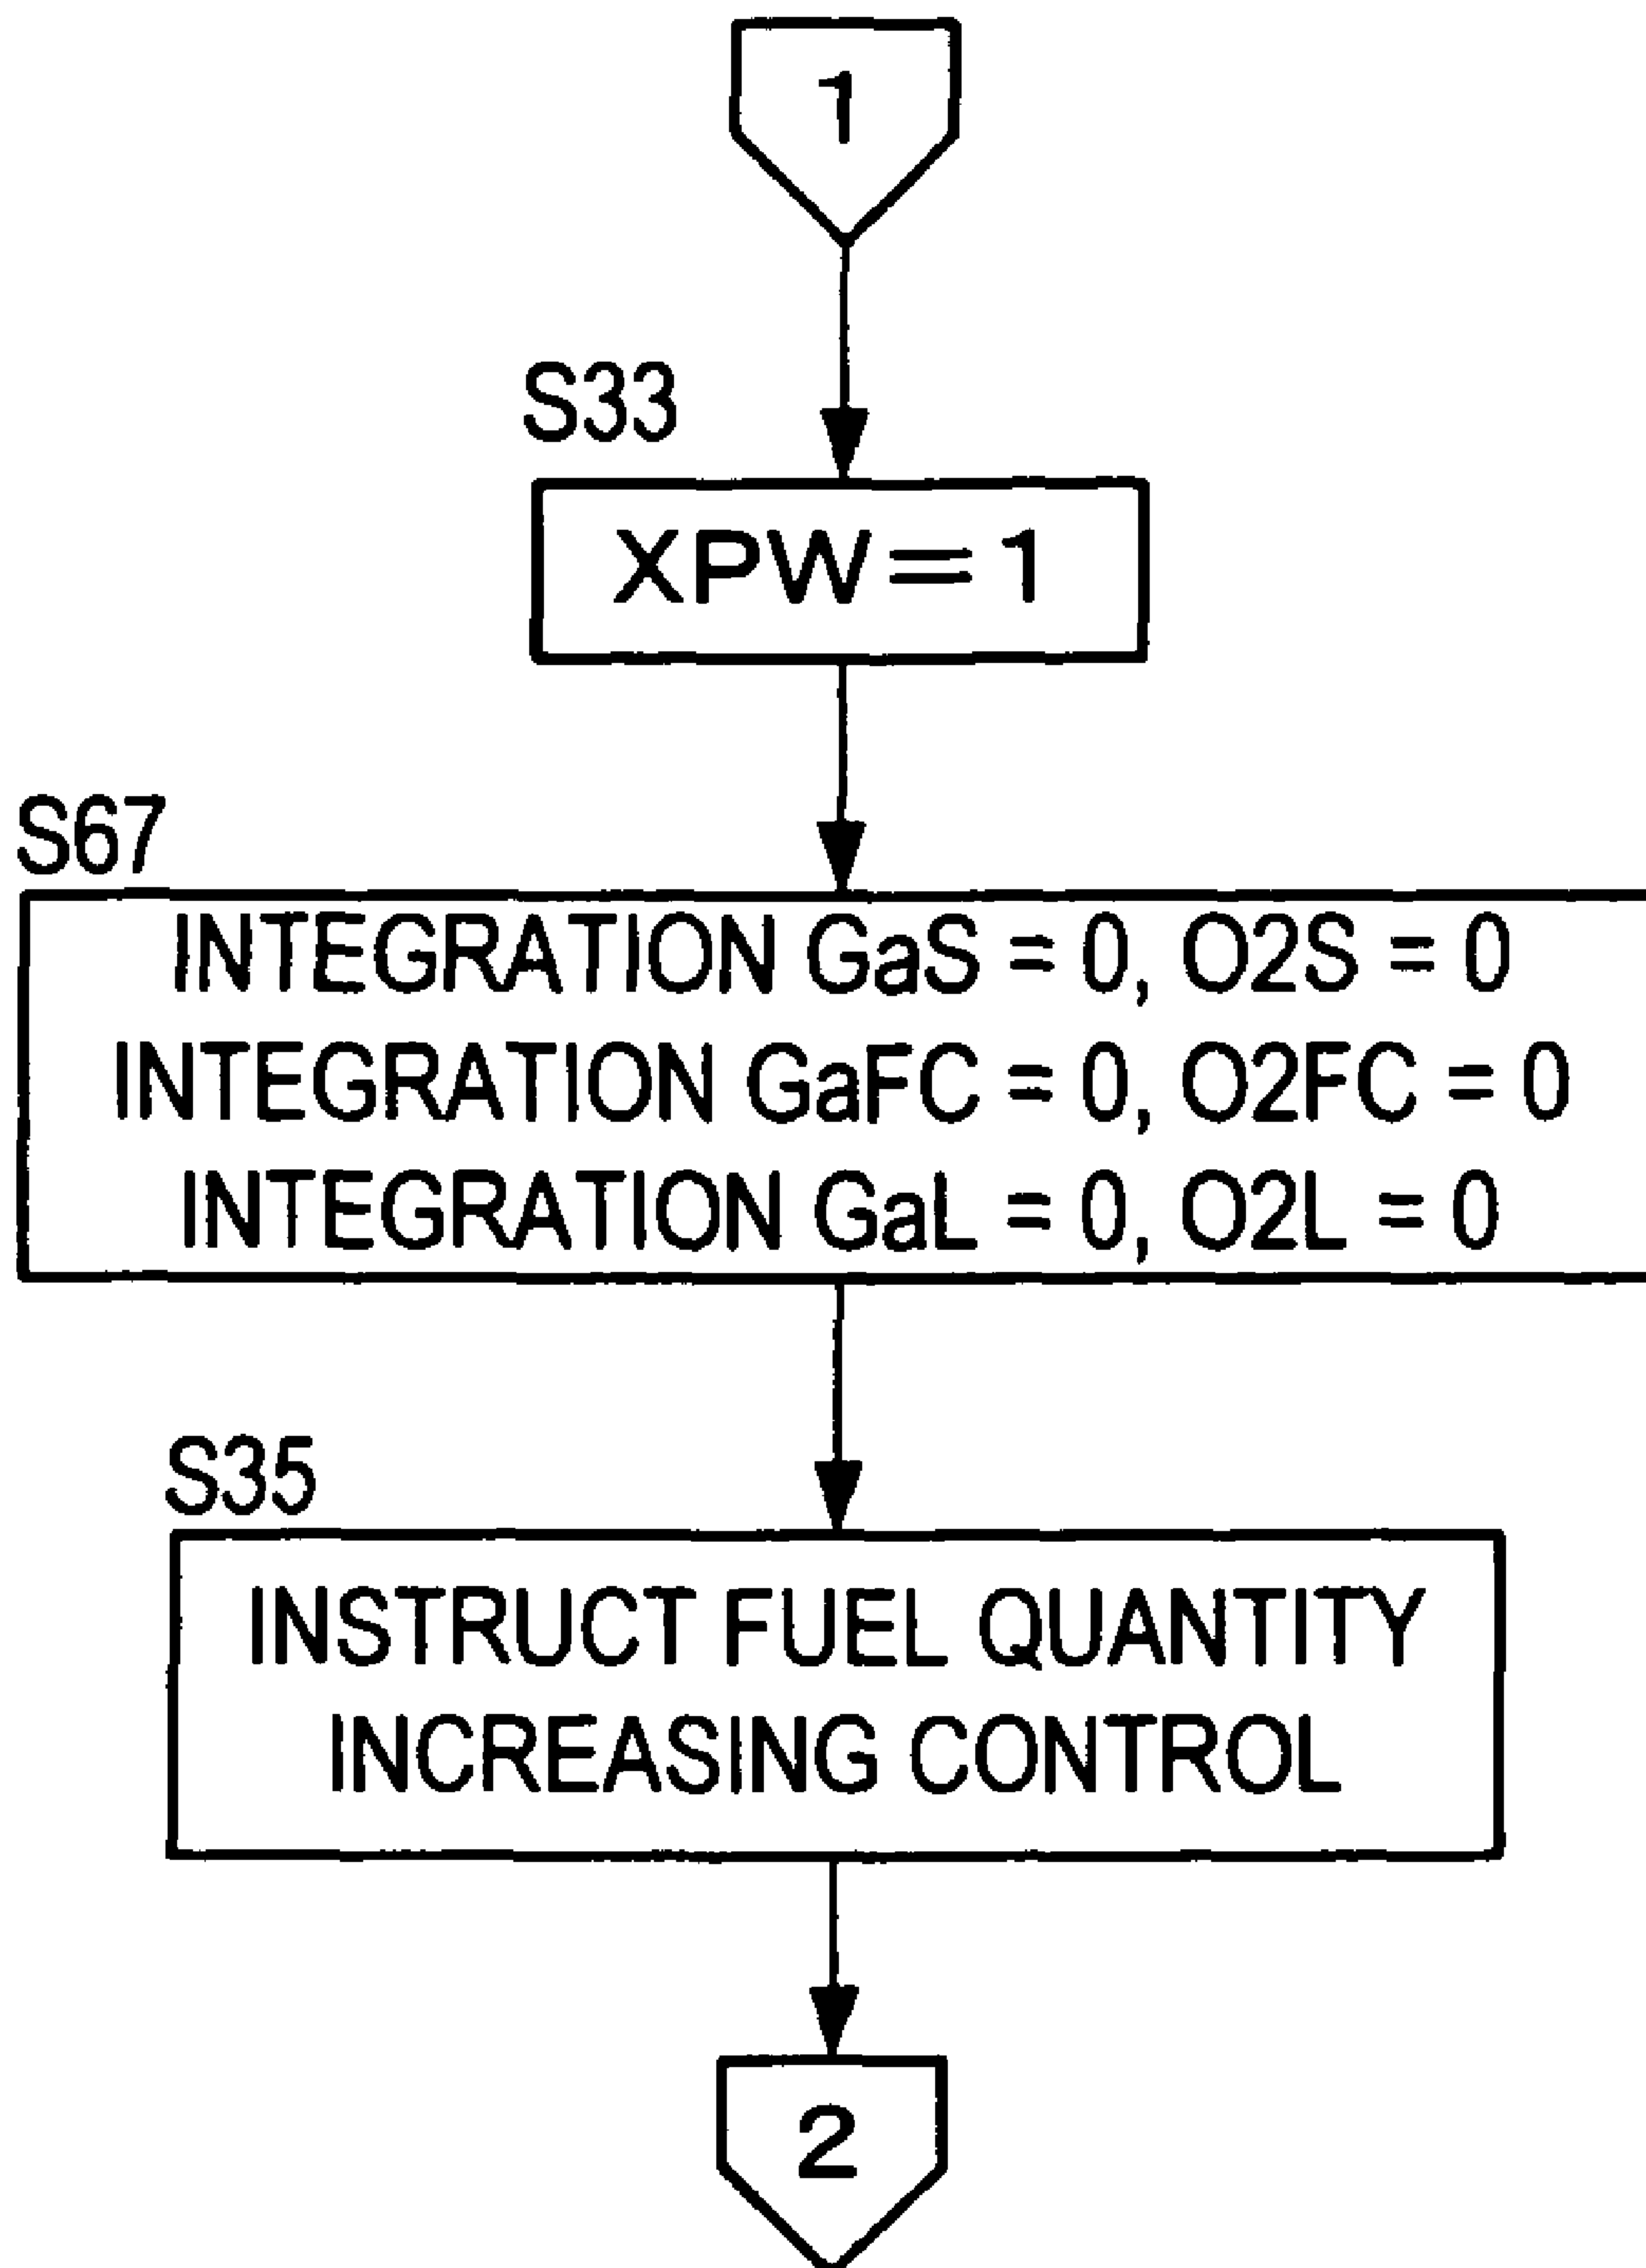 1
S33
XPW=1
S67
INTEGRATION GaS = 0, O2S = 0
INTEGRATION GaFC = 0, O2FC = 0
INTEGRATION GaL = 0, O2L = 0
S35
INSTRUCT FUEL QUANTITY
INCREASING CONTROL
2